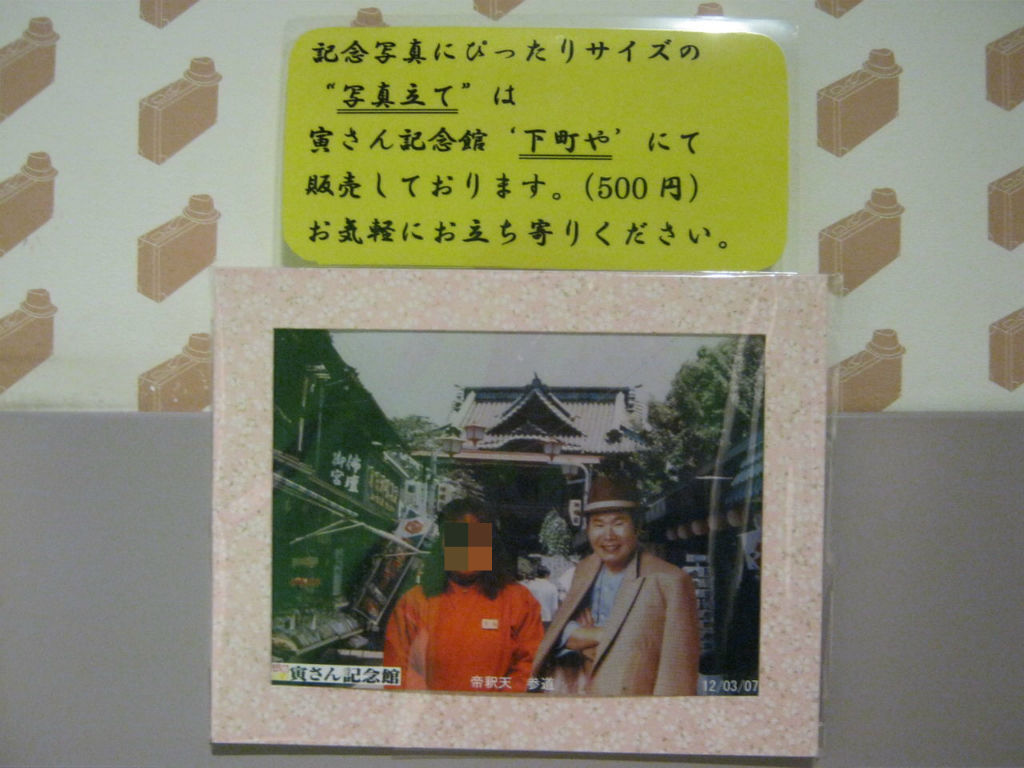 記念写真にぴったりサイズの
“写真立て”は
寅さん記念館‘下町や’にて
販売しております。（500円）
お気軽にお立ち寄りください。
御宮
佛壇
寅さん記念館
帝釈天　参道
12/03/07